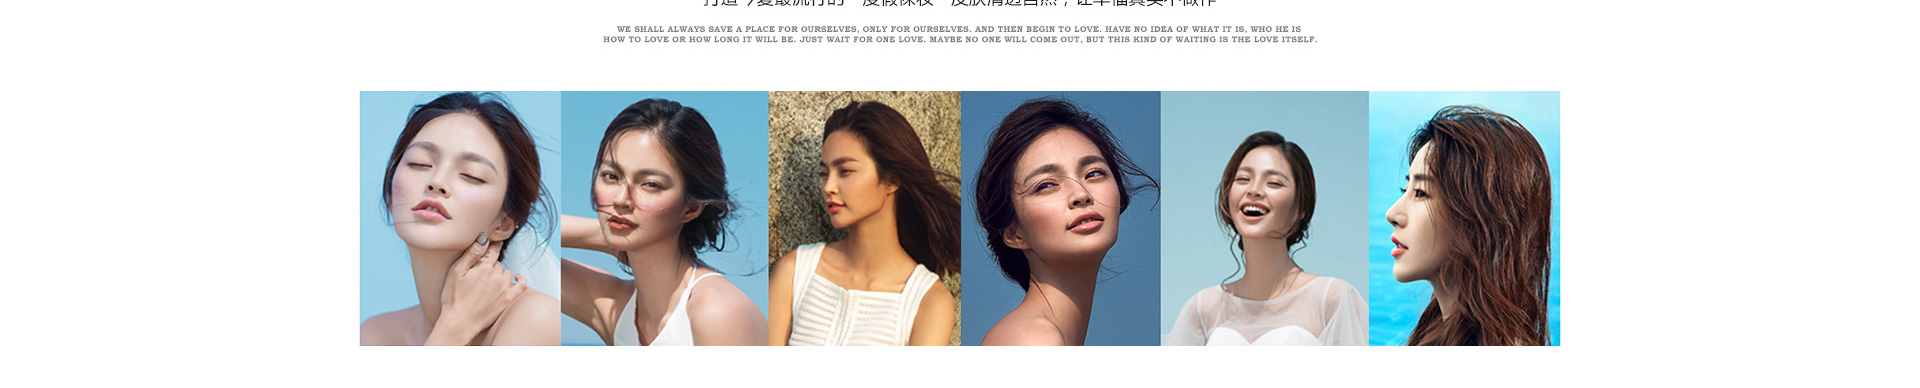 WE SHALL ALWAYS SAVE A PLACE FOR OURSELVES, ONLY FOR OURSELVES. AND THEN BEGIN TO LOVE. HAVE NO IDEA OF WHAT IT IS, WHO HE IS
HOW TO LOVE OR HOW LONG IT WILL BE. JUST WAIT FOR ONE LOVE. MAYBE NO ONE WILL COME OUT, BUT THIS KIND OF WAITING IS THE LOVE ITSELF.